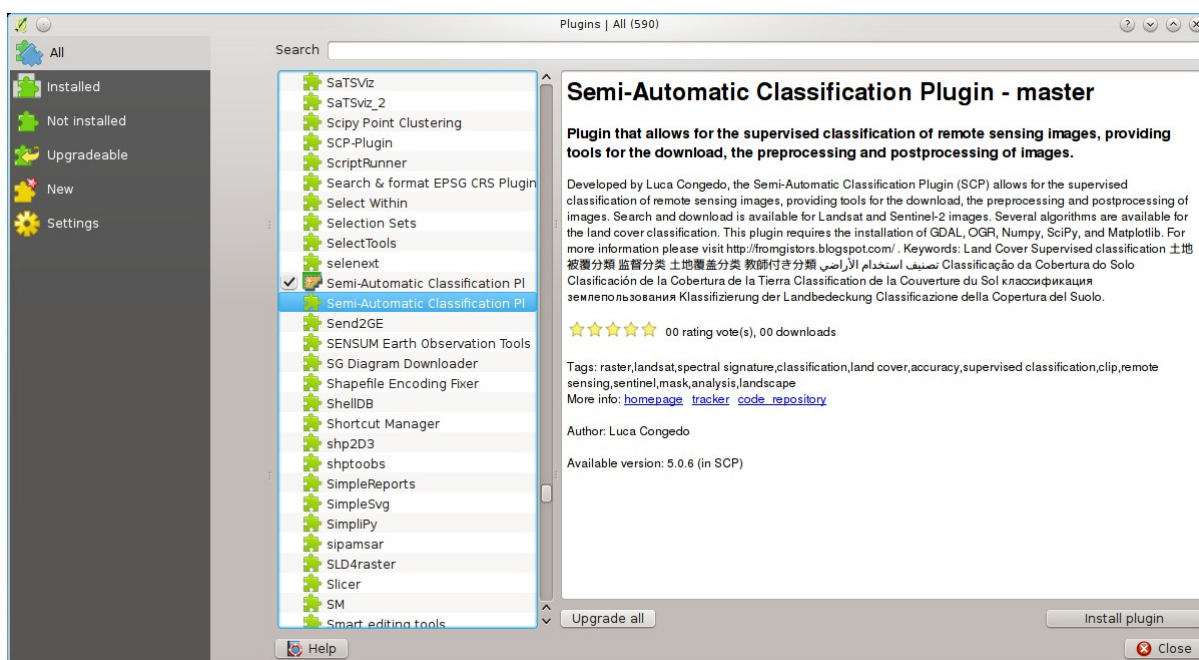 Plugins | All (590)
All
Installed
Not installed
Upgradeable
New
Settings
Search
SaTSViz
SaTSviz_2
Scipy Point Clustering
SCP-Plugin
ScriptRunner
Search & format EPSG CRS Plugin
Select Within
Selection Sets
SelectTools
selenext
Semi-Automatic Classification Pl
Semi-Automatic Classification Pl
Send2GE
SENSUM Earth Observation Tools
SG Diagram Downloader
Shapefile Encoding Fixer
ShellDB
Shortcut Manager
shp2D3
shptoobs
SimpleReports
SimpleSvg
SimpliPy
sipamsar
SLD4raster
Slicer
SM
Smart editing tools
Semi-Automatic Classification Plugin - master
Plugin that allows for the supervised classification of remote sensing images, providing
tools for the download, the preprocessing and postprocessing of images.
Developed by Luca Congedo, the Semi-Automatic Classification Plugin (SCP) allows for the supervised
classification of remote sensing images, providing tools for the download, the preprocessing and postprocessing of
images. Search and download is available for Landsat and Sentinel-2 images. Several algorithms are available for
the land cover classification. This plugin requires the installation of GDAL, OGR, Numpy, SciPy, and Matplotlib. For
more information please visit http://fromgistors.blogspot.com/ . Keywords: Land Cover Supervised classification 土地
被覆分類 监督分类 土地覆盖分类 教師付き分類 تصنيف استخدام الأراضي Classificação da Cobertura do Solo
Clasificación de la Cobertura de la Tierra Classification de la Couverture du Sol классификация
землепользования Klassifizierung der Landbedeckung Classificazione della Copertura del Suolo.
00 rating vote(s), 00 downloads
Tags: raster,landsat,spectral signature,classification,land cover,accuracy,supervised classification,clip,remote
sensing,sentinel,mask,analysis,landscape
More info: homepage tracker code_repository
Author: Luca Congedo
Available version: 5.0.6 (in SCP)
Upgrade all
Install plugin
Help
Close